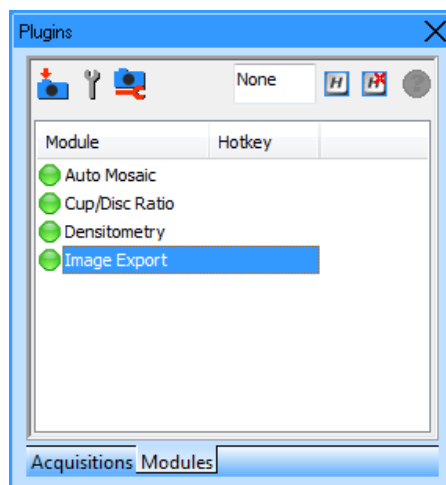 Plugins
None
H H
Module Hotkey
Auto Mosaic
Cup/Disc Ratio
Densitometry
Image Export
Acquisitions Modules